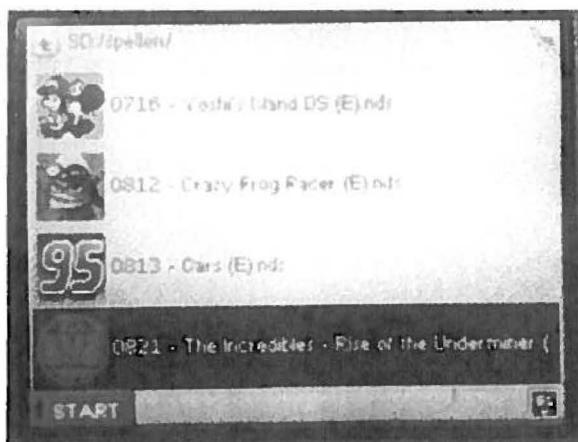 SD:/spellen/
0716 - Yoshi's Island DS (E).nds
0812 - Crazy Frog Racer (E).nds
95
0813 - Cars (E).nds
0821 - The Incredibles - Rise of the Underminer (
START